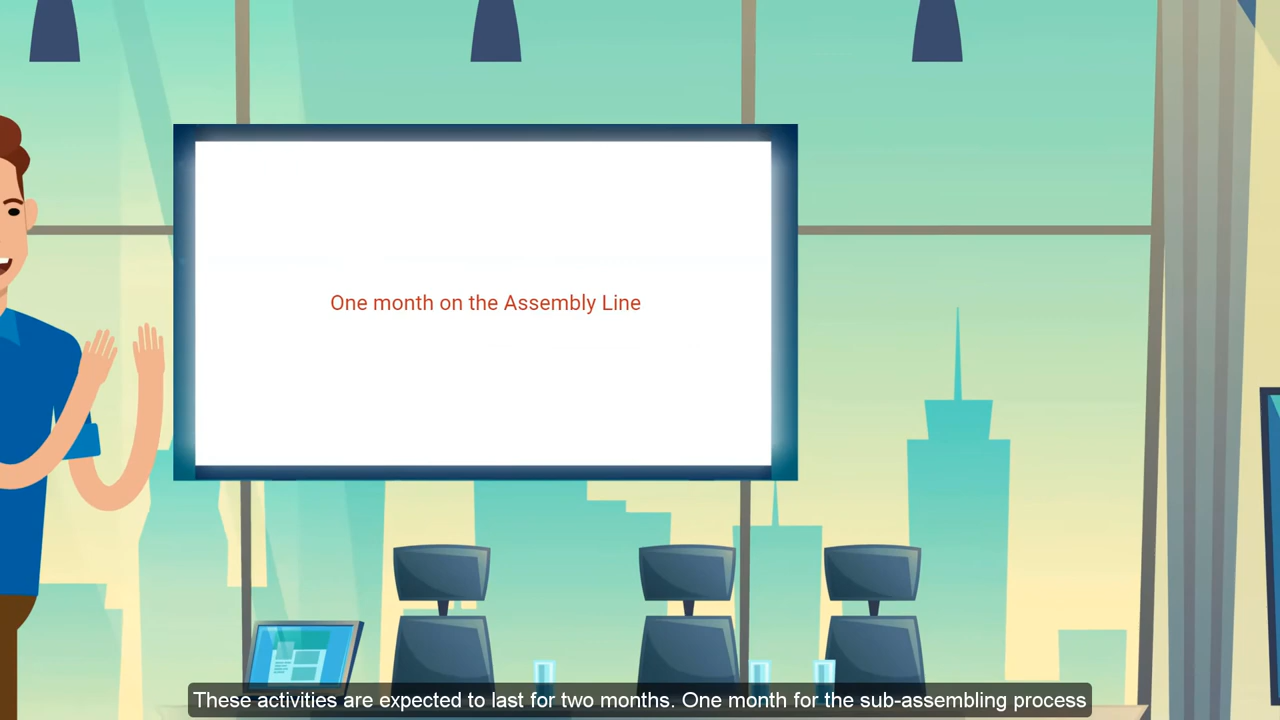 One month on the Assembly Line
These activities are expected to last for two months. One month for the sub-assembling process